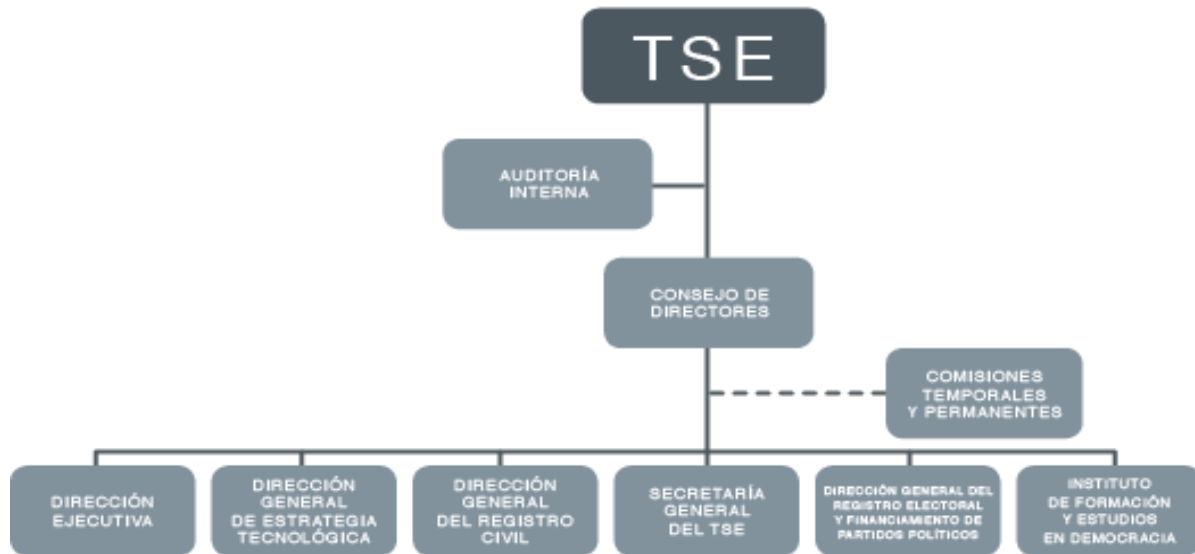 TSE
AUDITORÍA
INTERNA
CONSEJO DE
DIRECTORES
COMISIONES
TEMPORALES
Y PERMANENTES
DIRECCIÓN
EJECUTIVA
DIRECCIÓN
GENERAL
DE ESTRATEGIA
TECNOLÓGICA
DIRECCIÓN
GENERAL
DEL REGISTRO
CIVIL
SECRETARÍA
GENERAL
DEL TSE
DIRECCIÓN GENERAL DEL
REGISTRO ELECTORAL
Y FINANCIAMIENTO DE
PARTIDOS POLÍTICOS
INSTITUTO
DE FORMACIÓN
Y ESTUDIOS
EN DEMOCRACIA